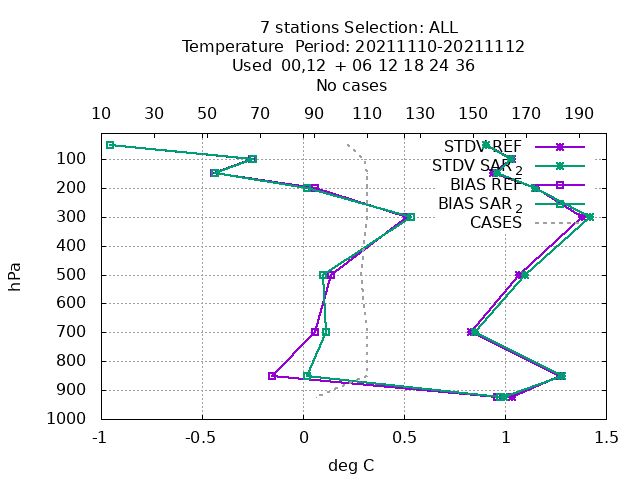 7 stations Selection: ALL
Temperature  Period: 20211110-20211112
Used  00,12  + 06 12 18 24 36
No cases
10 30 50 70 90 110 130 150 170 190
STDV REF
STDV SAR_2
BIAS REF
BIAS SAR_2
CASES
100
200
300
400
500
600
700
800
900
1000
hPa
-1 -0.5 0 0.5 1 1.5
deg C